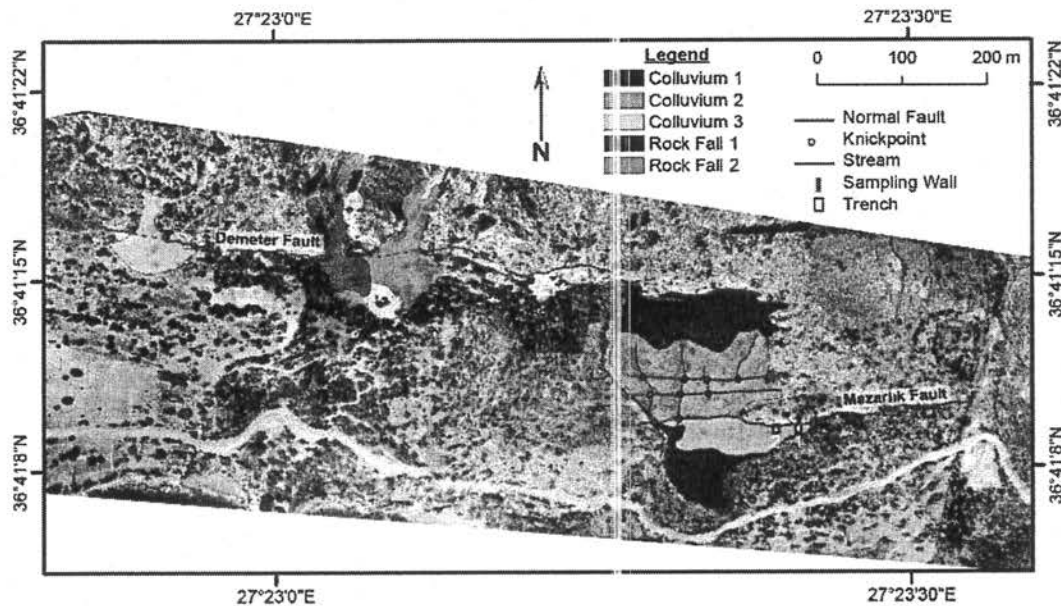 27°23'0"E
27°23'30"E
36°41'22"N
36°41'22"N
Legend
Colluvium 1
Colluvium 2
Colluvium 3
Rock Fall 1
Rock Fall 2
N
0 100 200 m
Normal Fault
Knickpoint
Stream
Sampling Wall
Trench
Demeter Fault
36°41'15"N
36°41'15"N
Mezarlık Fault
36°41'8"N
36°41'8"N
27°23'0"E
27°23'30"E